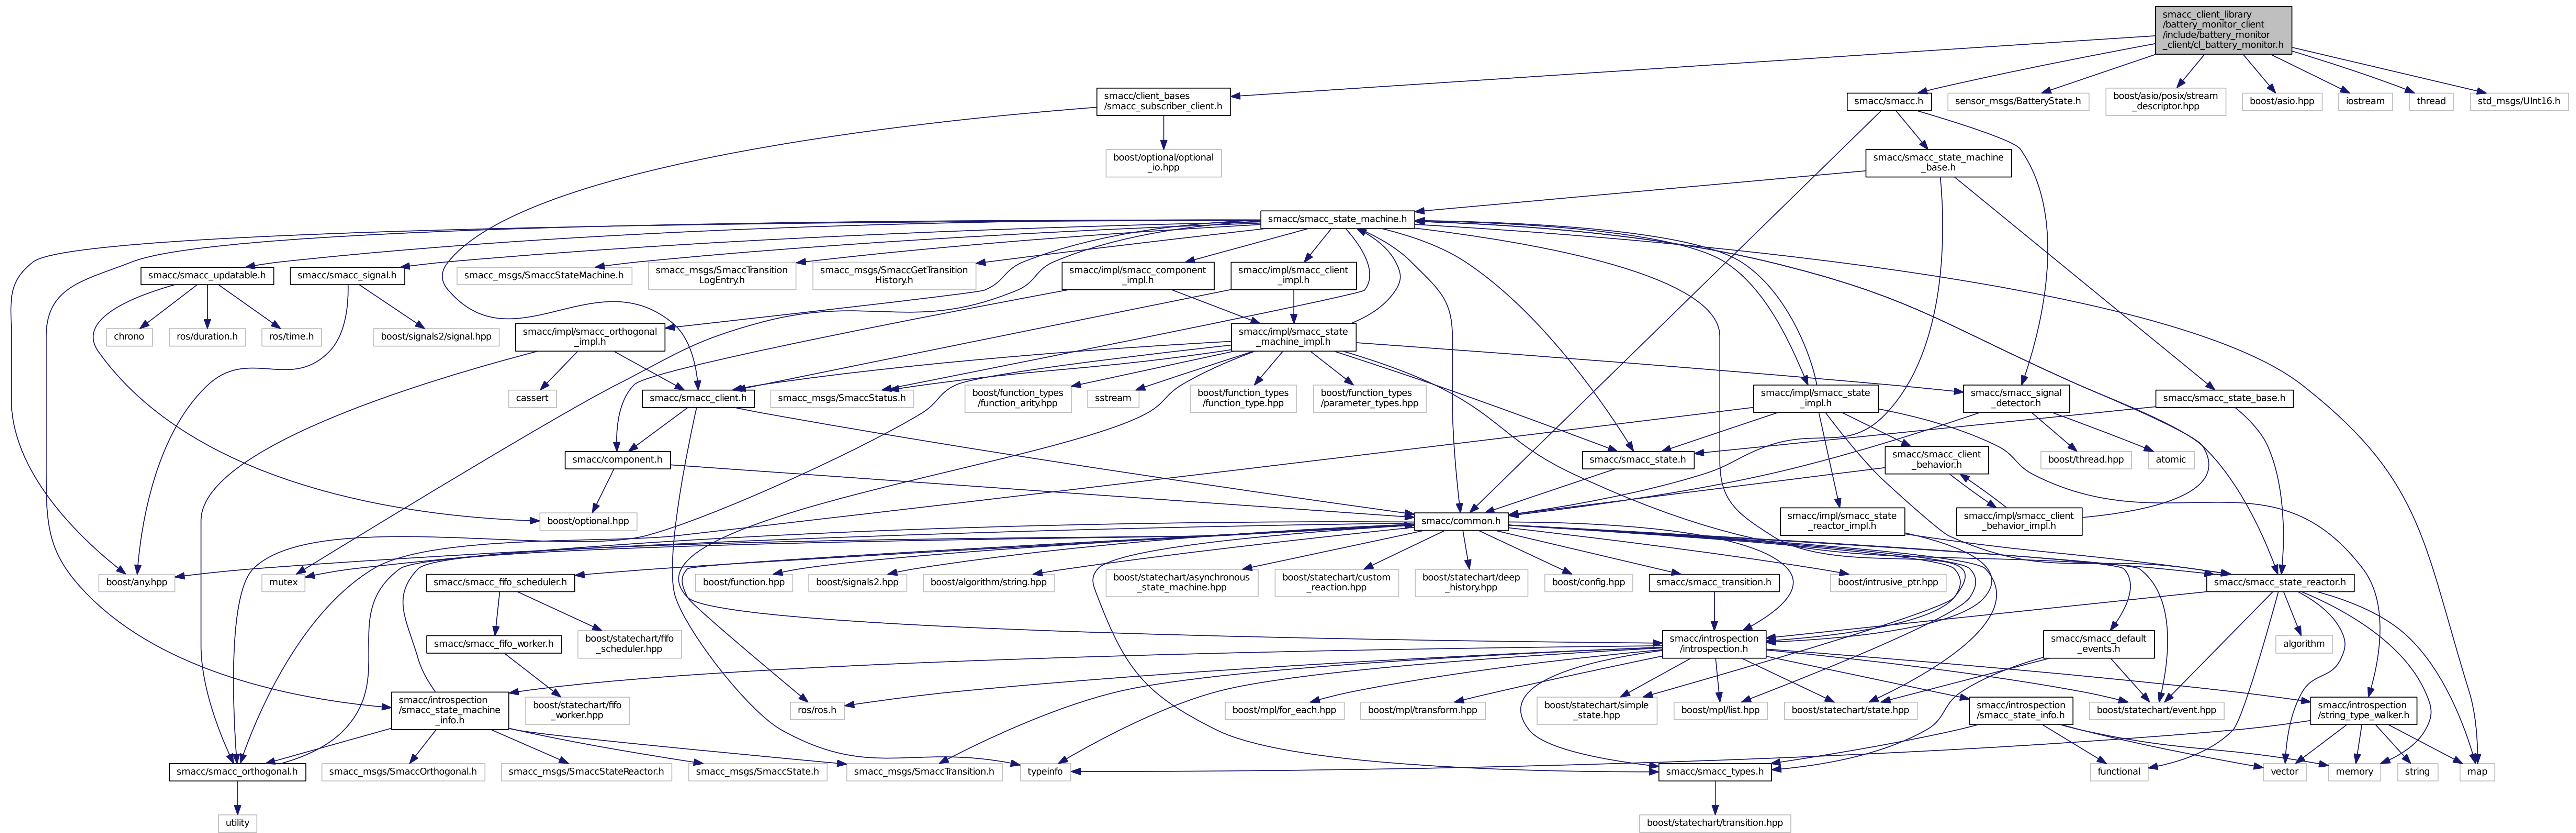 smacc_client_library
/battery_monitor_client
/include/battery_monitor
_client/cl_battery_monitor.h
smacc/client_bases
/smacc_subscriber_client.h
smacc/smacc.h
sensor_msgs/BatteryState.h
boost/asio/posix/stream
_descriptor.hpp
boost/asio.hpp
iostream
thread
std_msgs/UInt16.h
boost/optional/optional
_io.hpp
smacc/smacc_state_machine
_base.h
smacc/smacc_state_machine.h
smacc/smacc_updatable.h
smacc/smacc_signal.h
smacc_msgs/SmaccStateMachine.h
smacc_msgs/SmaccTransition
LogEntry.h
smacc_msgs/SmaccGetTransition
History.h
smacc/impl/smacc_component
_impl.h
smacc/impl/smacc_client
_impl.h
chrono
ros/duration.h
ros/time.h
boost/signals2/signal.hpp
smacc/impl/smacc_orthogonal
_impl.h
smacc/impl/smacc_state
_machine_impl.h
cassert
smacc/smacc_client.h
smacc_msgs/SmaccStatus.h
boost/function_types
/function_arity.hpp
sstream
boost/function_types
/function_type.hpp
boost/function_types
/parameter_types.hpp
smacc/impl/smacc_state
_impl.h
smacc/smacc_signal
_detector.h
smacc/smacc_state_base.h
smacc/component.h
smacc/smacc_state.h
smacc/smacc_client
_behavior.h
boost/thread.hpp
atomic
boost/optional.hpp
smacc/common.h
smacc/impl/smacc_state
_reactor_impl.h
smacc/impl/smacc_client
_behavior_impl.h
boost/any.hpp
mutex
smacc/smacc_fifo_scheduler.h
boost/function.hpp
boost/signals2.hpp
boost/algorithm/string.hpp
boost/statechart/asynchronous
_state_machine.hpp
boost/statechart/custom
_reaction.hpp
boost/statechart/deep
_history.hpp
boost/config.hpp
smacc/smacc_transition.h
boost/intrusive_ptr.hpp
smacc/smacc_state_reactor.h
smacc/smacc_fifo_worker.h
boost/statechart/fifo
_scheduler.hpp
smacc/introspection
/introspection.h
smacc/smacc_default
_events.h
algorithm
smacc/introspection
/smacc_state_machine
_info.h
boost/statechart/fifo
_worker.hpp
ros/ros.h
boost/mpl/for_each.hpp
boost/mpl/transform.hpp
boost/statechart/simple
_state.hpp
boost/mpl/list.hpp
boost/statechart/state.hpp
smacc/introspection
/smacc_state_info.h
boost/statechart/event.hpp
smacc/introspection
/string_type_walker.h
smacc/smacc_orthogonal.h
smacc_msgs/SmaccOrthogonal.h
smacc_msgs/SmaccStateReactor.h
smacc_msgs/SmaccState.h
smacc_msgs/SmaccTransition.h
typeinfo
smacc/smacc_types.h
functional
vector
memory
string
map
utility
boost/statechart/transition.hpp